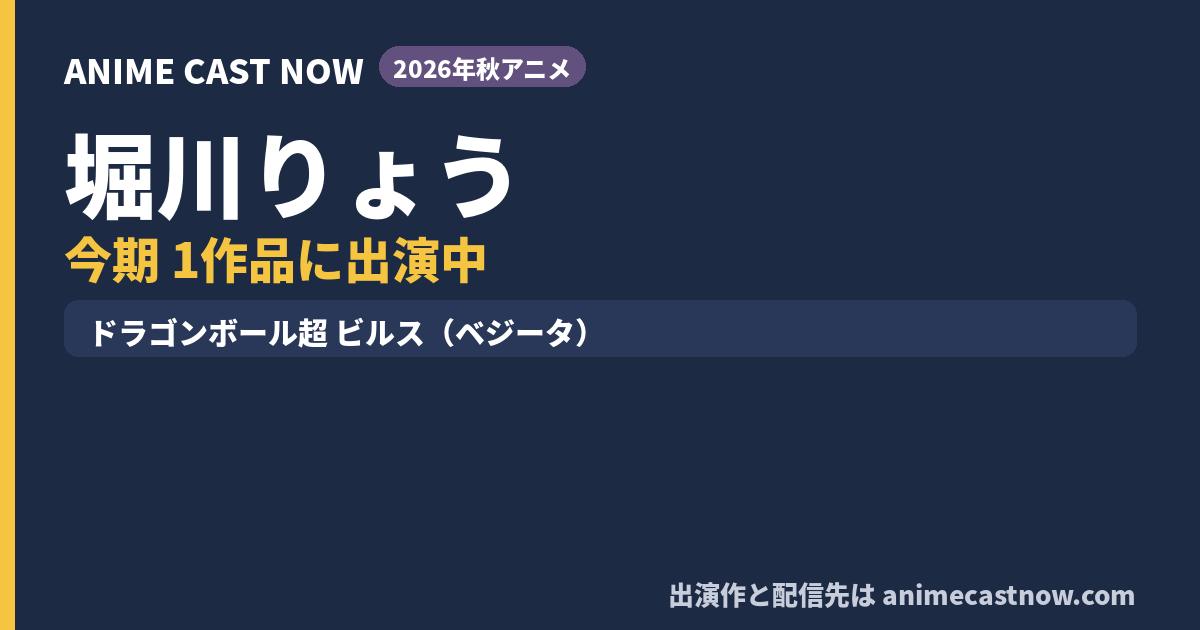 ANIME CAST NOW 2026年秋アニメ
堀川りょう
今期 1作品に出演中
ドラゴンボール超 ビルス（ベジータ）
出演作と配信先は animecastnow.com